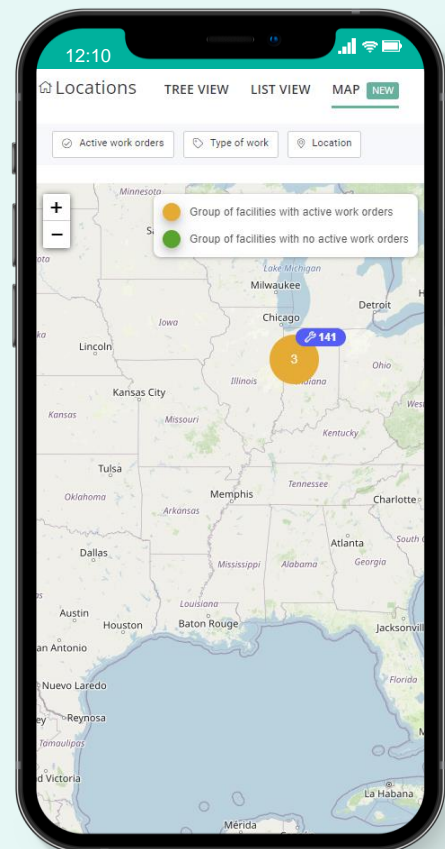 12:10
Locations TREE VIEW LIST VIEW MAP NEW
Active work orders Type of work Location
Minnesota
+
−
Group of facilities with active work orders
Group of facilities with no active work orders
Lake Michigan
Milwaukee
Detroit
Chicago
Iowa
141
Lincoln
3
Ohio
Illinois
Kansas City
Kansas
Missouri
Kentucky
Tulsa
Tennessee
Oklahoma
Memphis
Charlotte
Arkansas
Atlanta
Dallas
Mississippi
Alabama
Georgia
Louisiana
Austin
Houston
Baton Rouge
Jacksonvill
an Antonio
Florida
Nuevo Laredo
ey
Reynosa
Tamaulipas
d Victoria
La Habana
Mérida